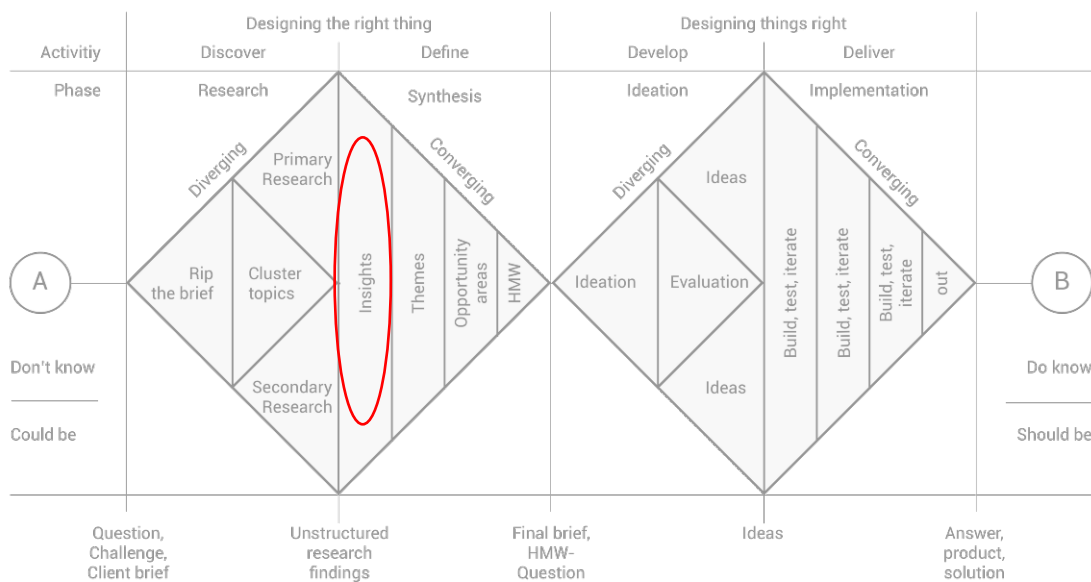 Designing the right thing
Designing things right
Activitiy
Discover
Define
Develop
Deliver
Phase
Research
Synthesis
Ideation
Implementation
Diverging
Converging
Diverging
Converging
Primary
Research
Rip
the brief
Cluster
topics
Secondary
Research
Insights
Themes
Opportunity
areas
HMW
Ideas
Ideation
Evaluation
Ideas
Build, test, iterate
Build, test, iterate
Build, test,
iterate
out
A
Don't know
Could be
B
Do know
Should be
Question,
Challenge,
Client brief
Unstructured
research
findings
Final brief,
HMW-
Question
Ideas
Answer,
product,
solution